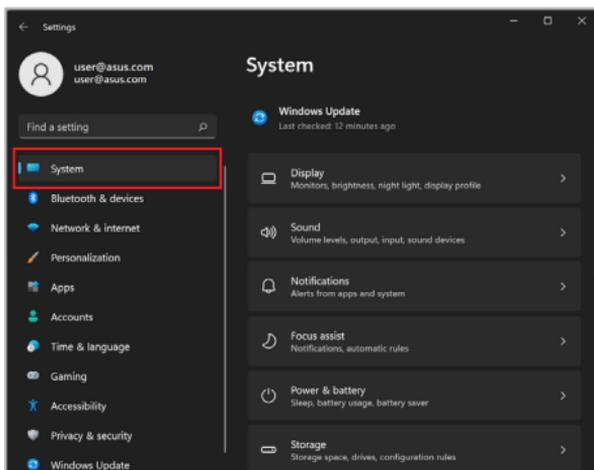 Settings
user@asus.com
user@asus.com
Find a setting
System
Bluetooth & devices
Network & internet
Personalization
Apps
Accounts
Time & language
Gaming
Accessibility
Privacy & security
Windows Update
System
Windows Update
Last checked: 12 minutes ago
Display
Monitors, brightness, night light, display profile
Sound
Volume levels, output, input, sound devices
Notifications
Alerts from apps and system
Focus assist
Notifications, automatic rules
Power & battery
Sleep, battery usage, battery saver
Storage
Storage space, drives, configuration rules